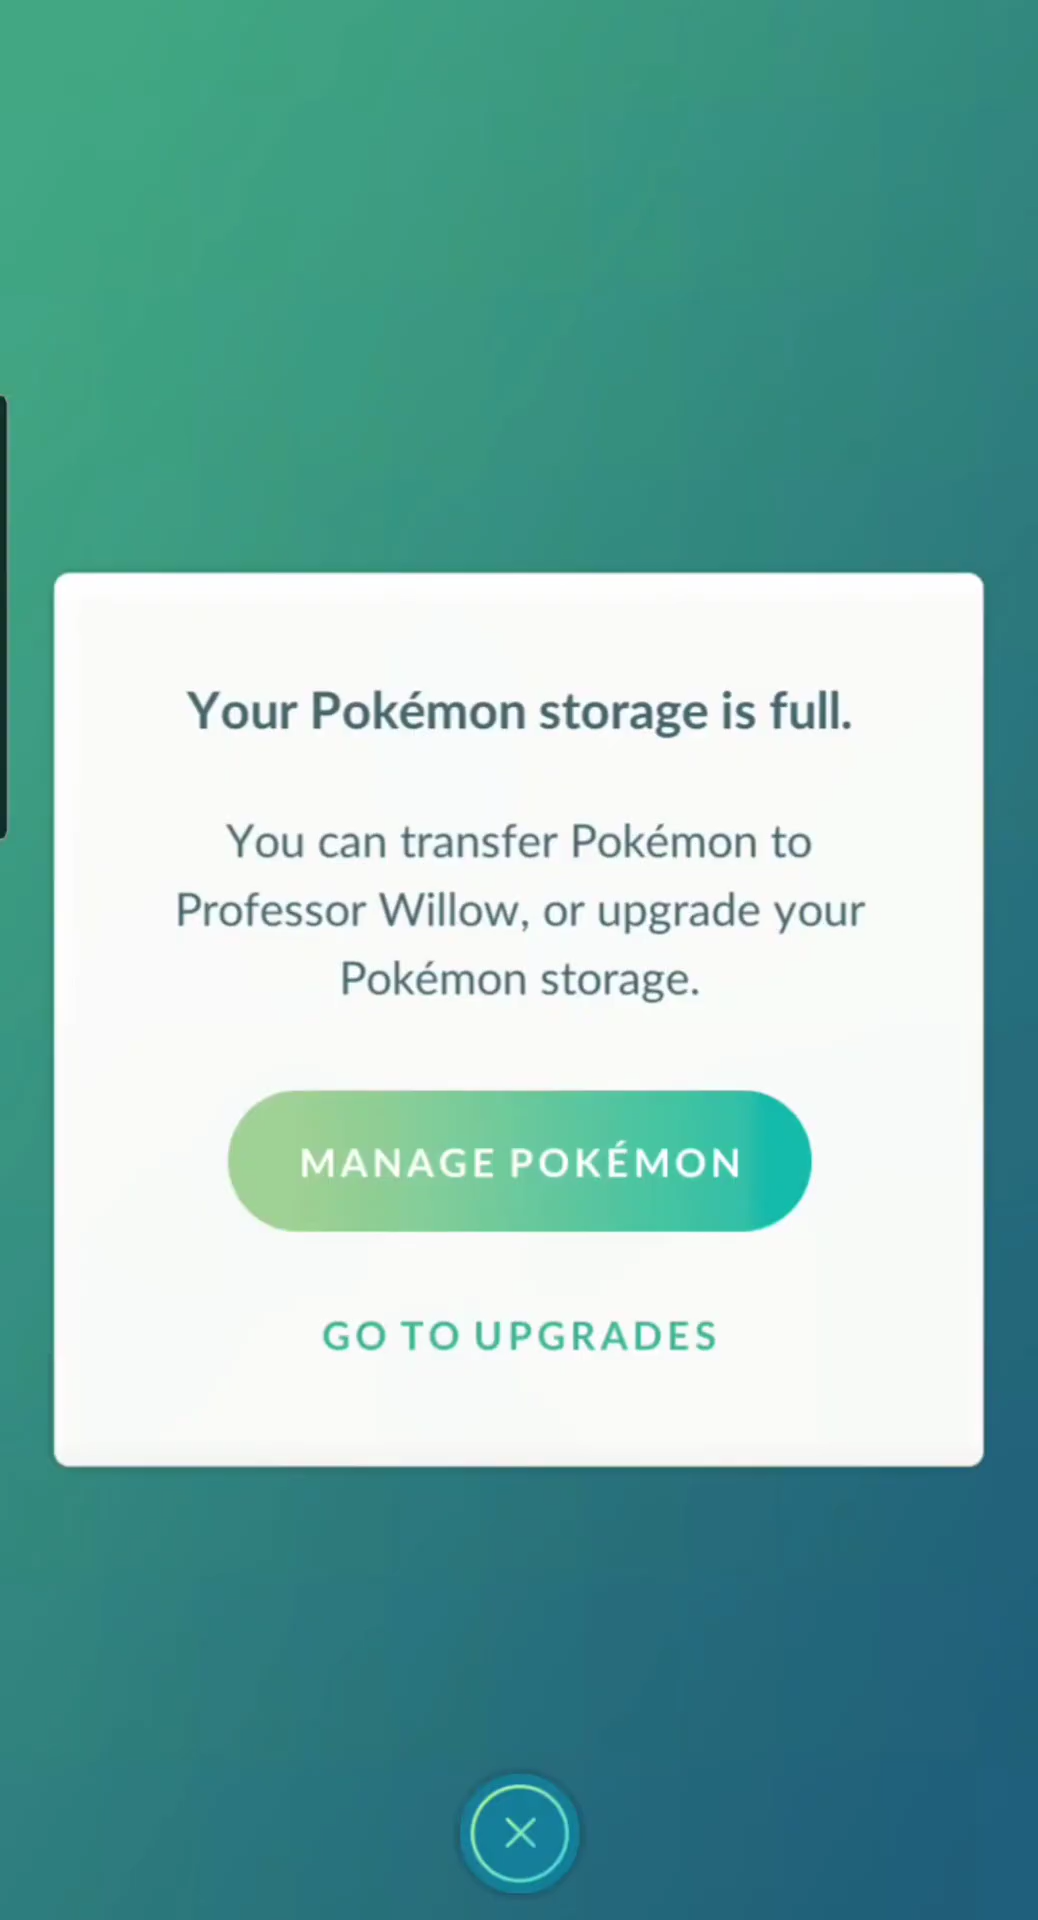 Your Pokémon storage is full.
You can transfer Pokémon to
Professor Willow, or upgrade your
Pokémon storage.
MANAGE POKÉMON
GO TO UPGRADES